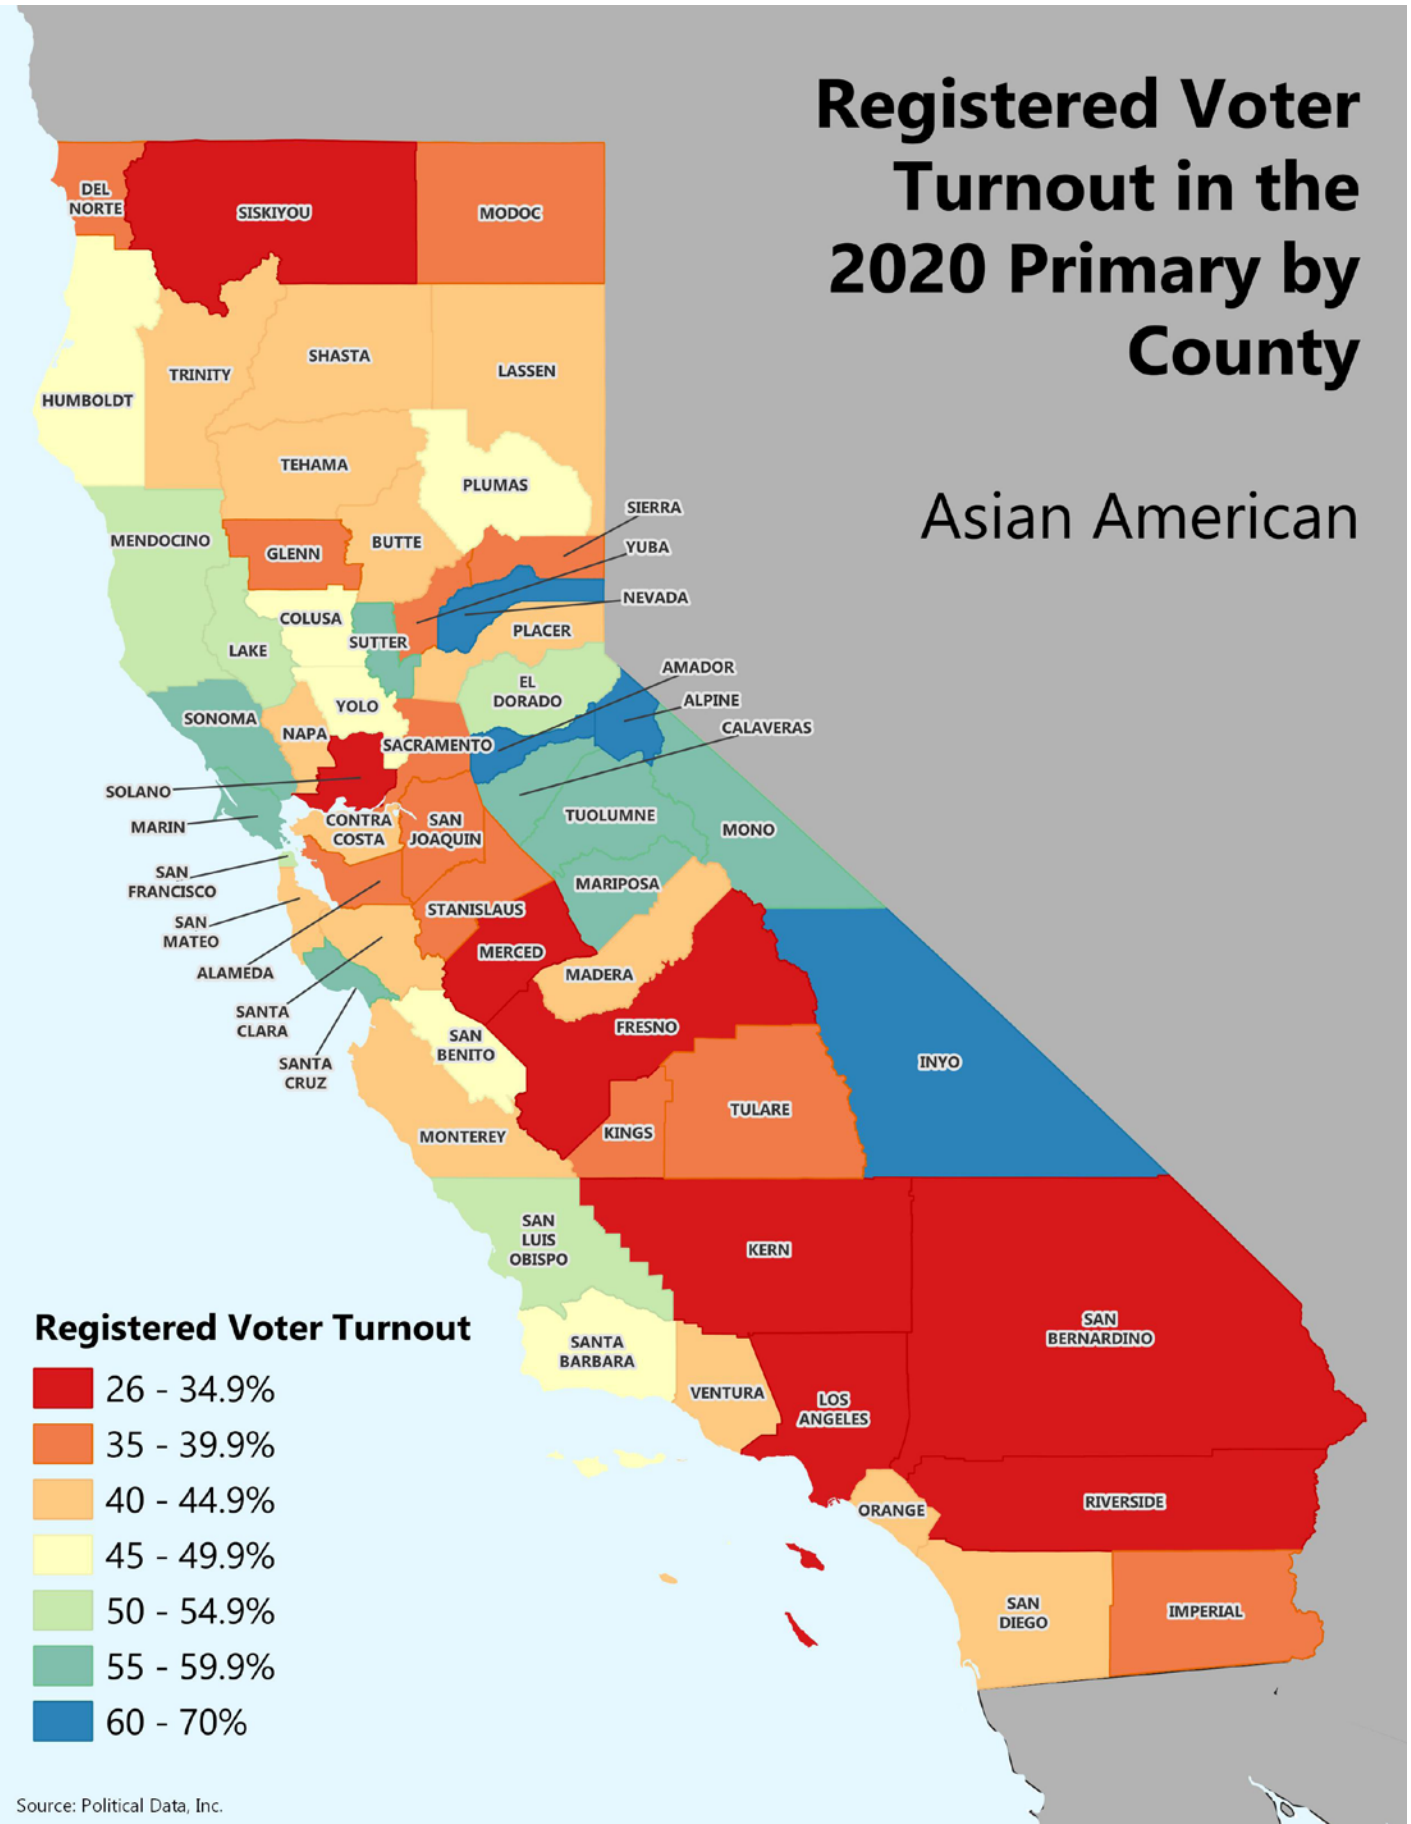 Registered Voter
Turnout in the
2020 Primary by
County
Asian American
DEL
NORTE
SISKIYOU
MODOC
SHASTA
TRINITY
LASSEN
HUMBOLDT
TEHAMA
PLUMAS
SIERRA
MENDOCINO
BUTTE
YUBA
GLENN
NEVADA
COLUSA
PLACER
SUTTER
LAKE
AMADOR
EL
DORADO
ALPINE
YOLO
SONOMA
CALAVERAS
NAPA
SACRAMENTO
SOLANO
TUOLUMNE
CONTRA
COSTA
SAN
JOAQUIN
MARIN
MONO
SAN
FRANCISCO
MARIPOSA
STANISLAUS
SAN
MATEO
MERCED
ALAMEDA
MADERA
SANTA
CLARA
FRESNO
SAN
BENITO
INYO
SANTA
CRUZ
TULARE
KINGS
MONTEREY
SAN
LUIS
OBISPO
KERN
SAN
BERNARDINO
SANTA
BARBARA
VENTURA
LOS
ANGELES
ORANGE
RIVERSIDE
SAN
DIEGO
IMPERIAL
Registered Voter Turnout
26 - 34.9%
35 - 39.9%
40 - 44.9%
45 - 49.9%
50 - 54.9%
55 - 59.9%
60 - 70%
Source: Political Data, Inc.